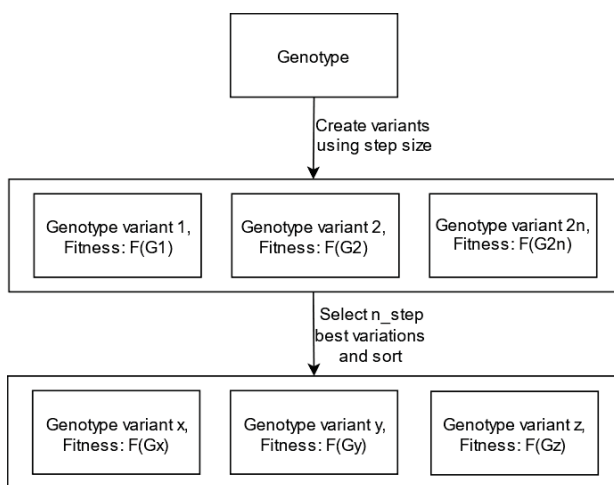 Genotype
Create variants
using step size
Genotype variant 1,
Fitness: F(G1)
Genotype variant 2,
Fitness: F(G2)
Genotype variant 2n,
Fitness: F(G2n)
Select n_step
best variations
and sort
Genotype variant x,
Fitness: F(Gx)
Genotype variant y,
Fitness: F(Gy)
Genotype variant z,
Fitness: F(Gz)